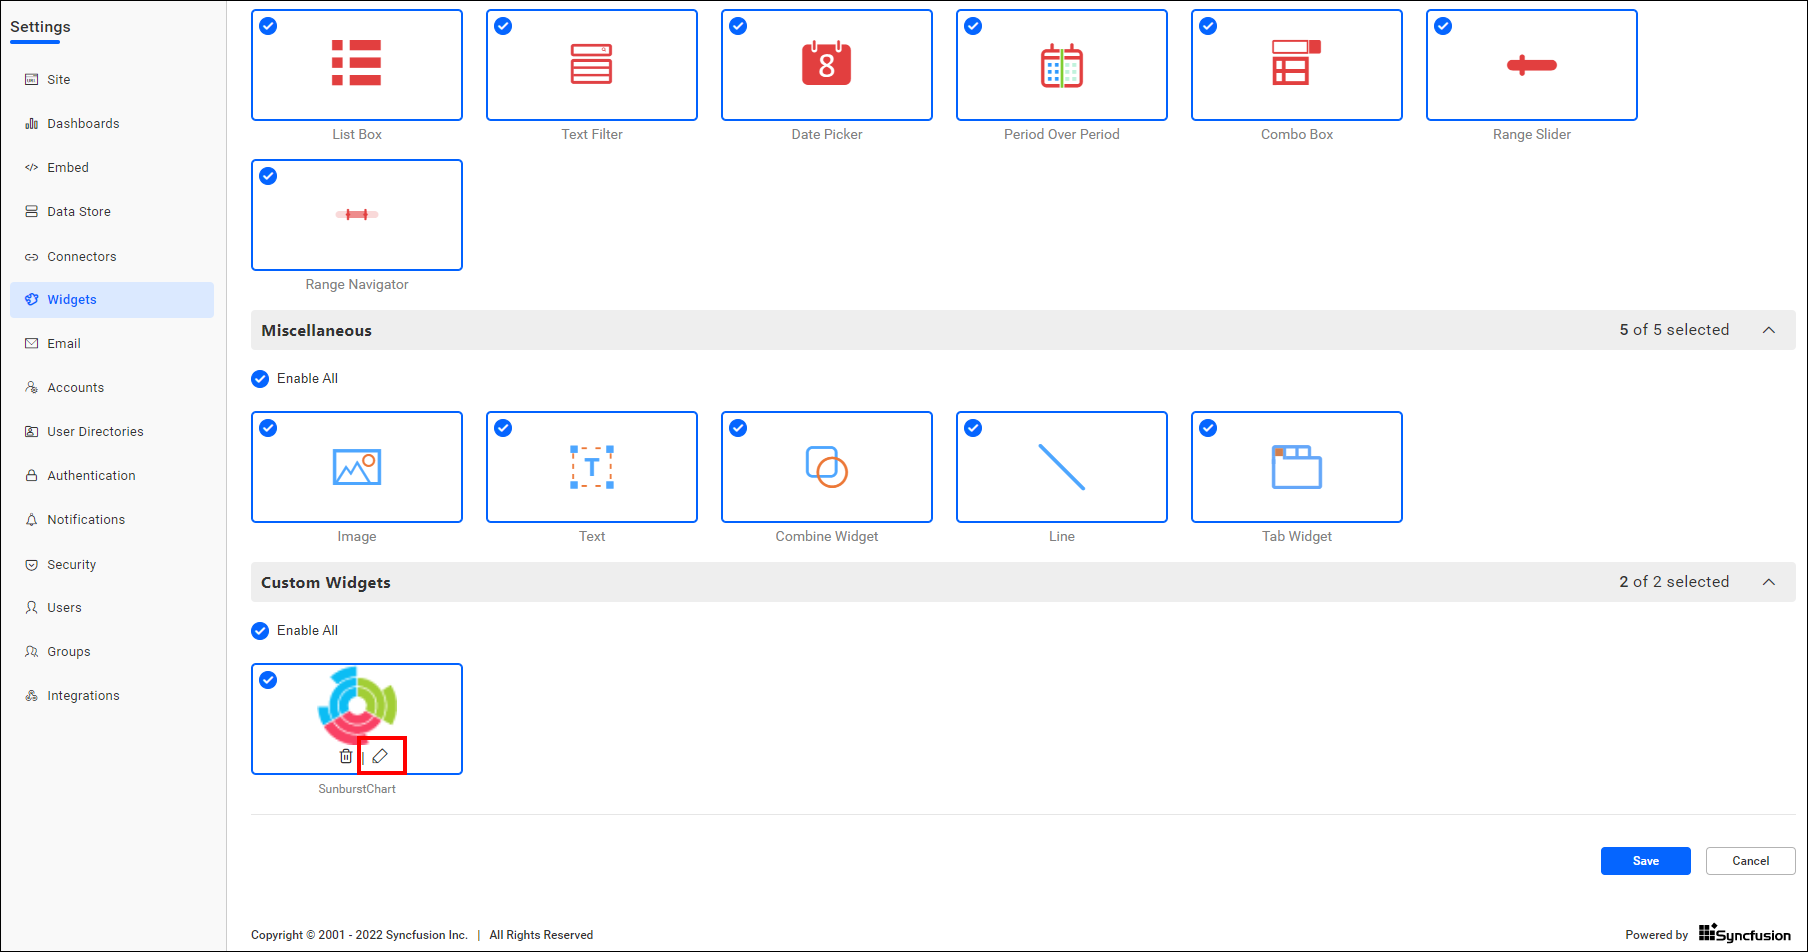 Settings
Site
Dashboards
Embed
Data Store
Connectors
Widgets
Email
Accounts
User Directories
Authentication
Notifications
Security
Users
Groups
Integrations
8
List Box
Text Filter
Date Picker
Period Over Period
Combo Box
Range Slider
Range Navigator
Miscellaneous
5 of 5 selected
Enable All
T
Image
Text
Combine Widget
Line
Tab Widget
Custom Widgets
2 of 2 selected
Enable All
SunburstChart
Save
Cancel
Copyright © 2001 - 2022 Syncfusion Inc. | All Rights Reserved
Powered by Syncfusion